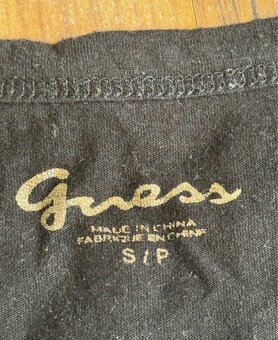 Guess
MADE IN CHINA
FABRIQUE EN CHINE
S / P